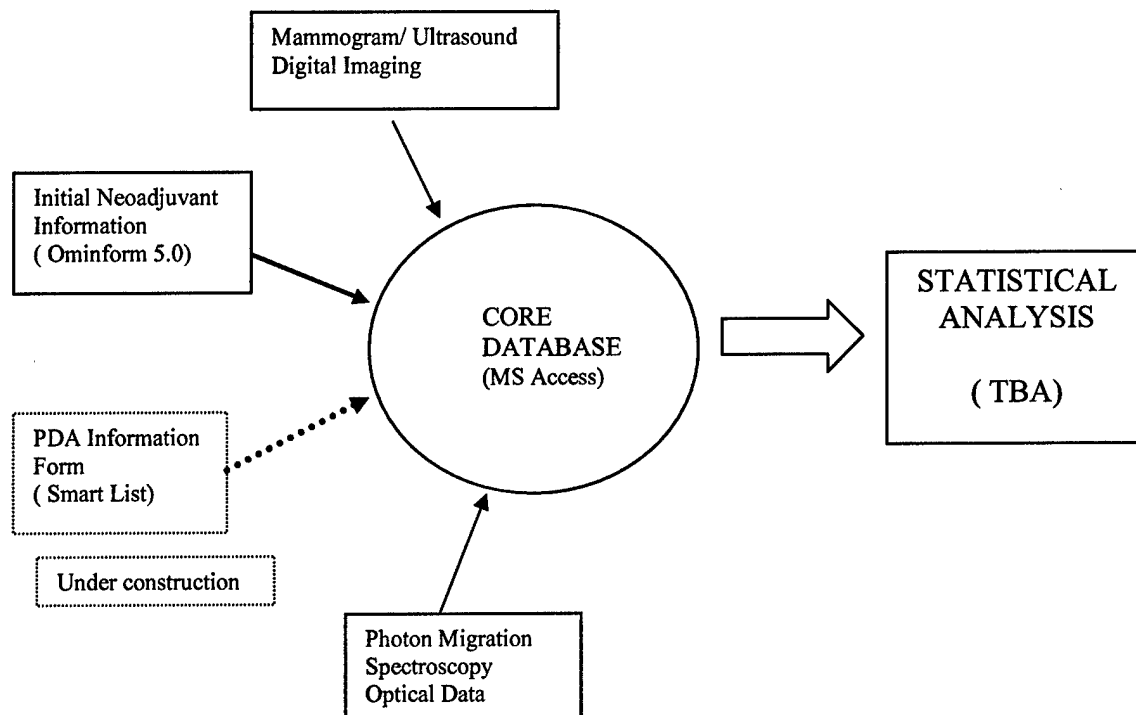 Mammogram/ Ultrasound
Digital Imaging
Initial Neoadjuvant
Information
( Ominform 5.0)
CORE
DATABASE
(MS Access)
STATISTICAL
ANALYSIS
( TBA)
PDA Information
Form
( Smart List)
Under construction
Photon Migration
Spectroscopy
Optical Data